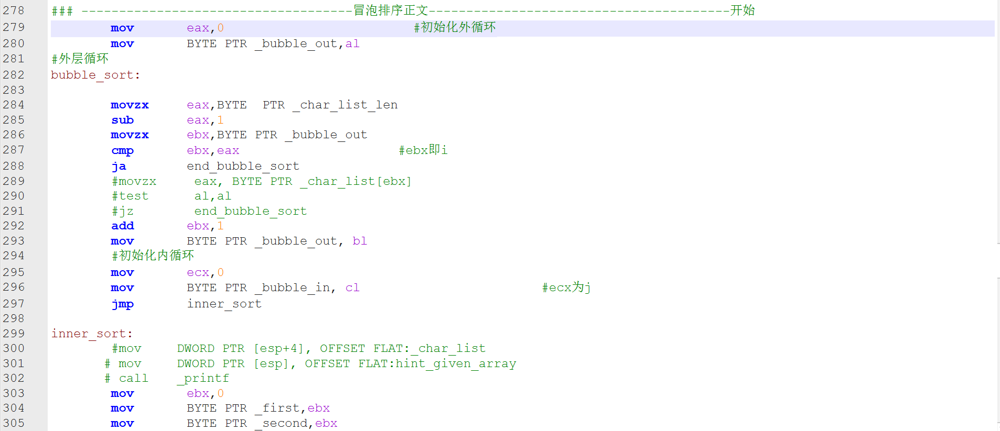 278 ### ------------------------------------冒泡排序正文----------------------------------------开始
279 mov eax,0 #初始化外循环
280 mov BYTE PTR _bubble_out,al
281 #外层循环
282 bubble_sort:
283
284 movzx eax,BYTE PTR _char_list_len
285 sub eax,1
286 movzx ebx,BYTE PTR _bubble_out
287 cmp ebx,eax #ebx即i
288 ja end_bubble_sort
289 #movzx eax, BYTE PTR _char_list[ebx]
290 #test al,al
291 #jz end_bubble_sort
292 add ebx,1
293 mov BYTE PTR _bubble_out, bl
294 #初始化内循环
295 mov ecx,0
296 mov BYTE PTR _bubble_in, cl #ecx为j
297 jmp inner_sort
298
299 inner_sort:
300 #mov DWORD PTR [esp+4], OFFSET FLAT:_char_list
301 # mov DWORD PTR [esp], OFFSET FLAT:hint_given_array
302 # call _printf
303 mov ebx,0
304 mov BYTE PTR _first,ebx
305 mov BYTE PTR _second,ebx